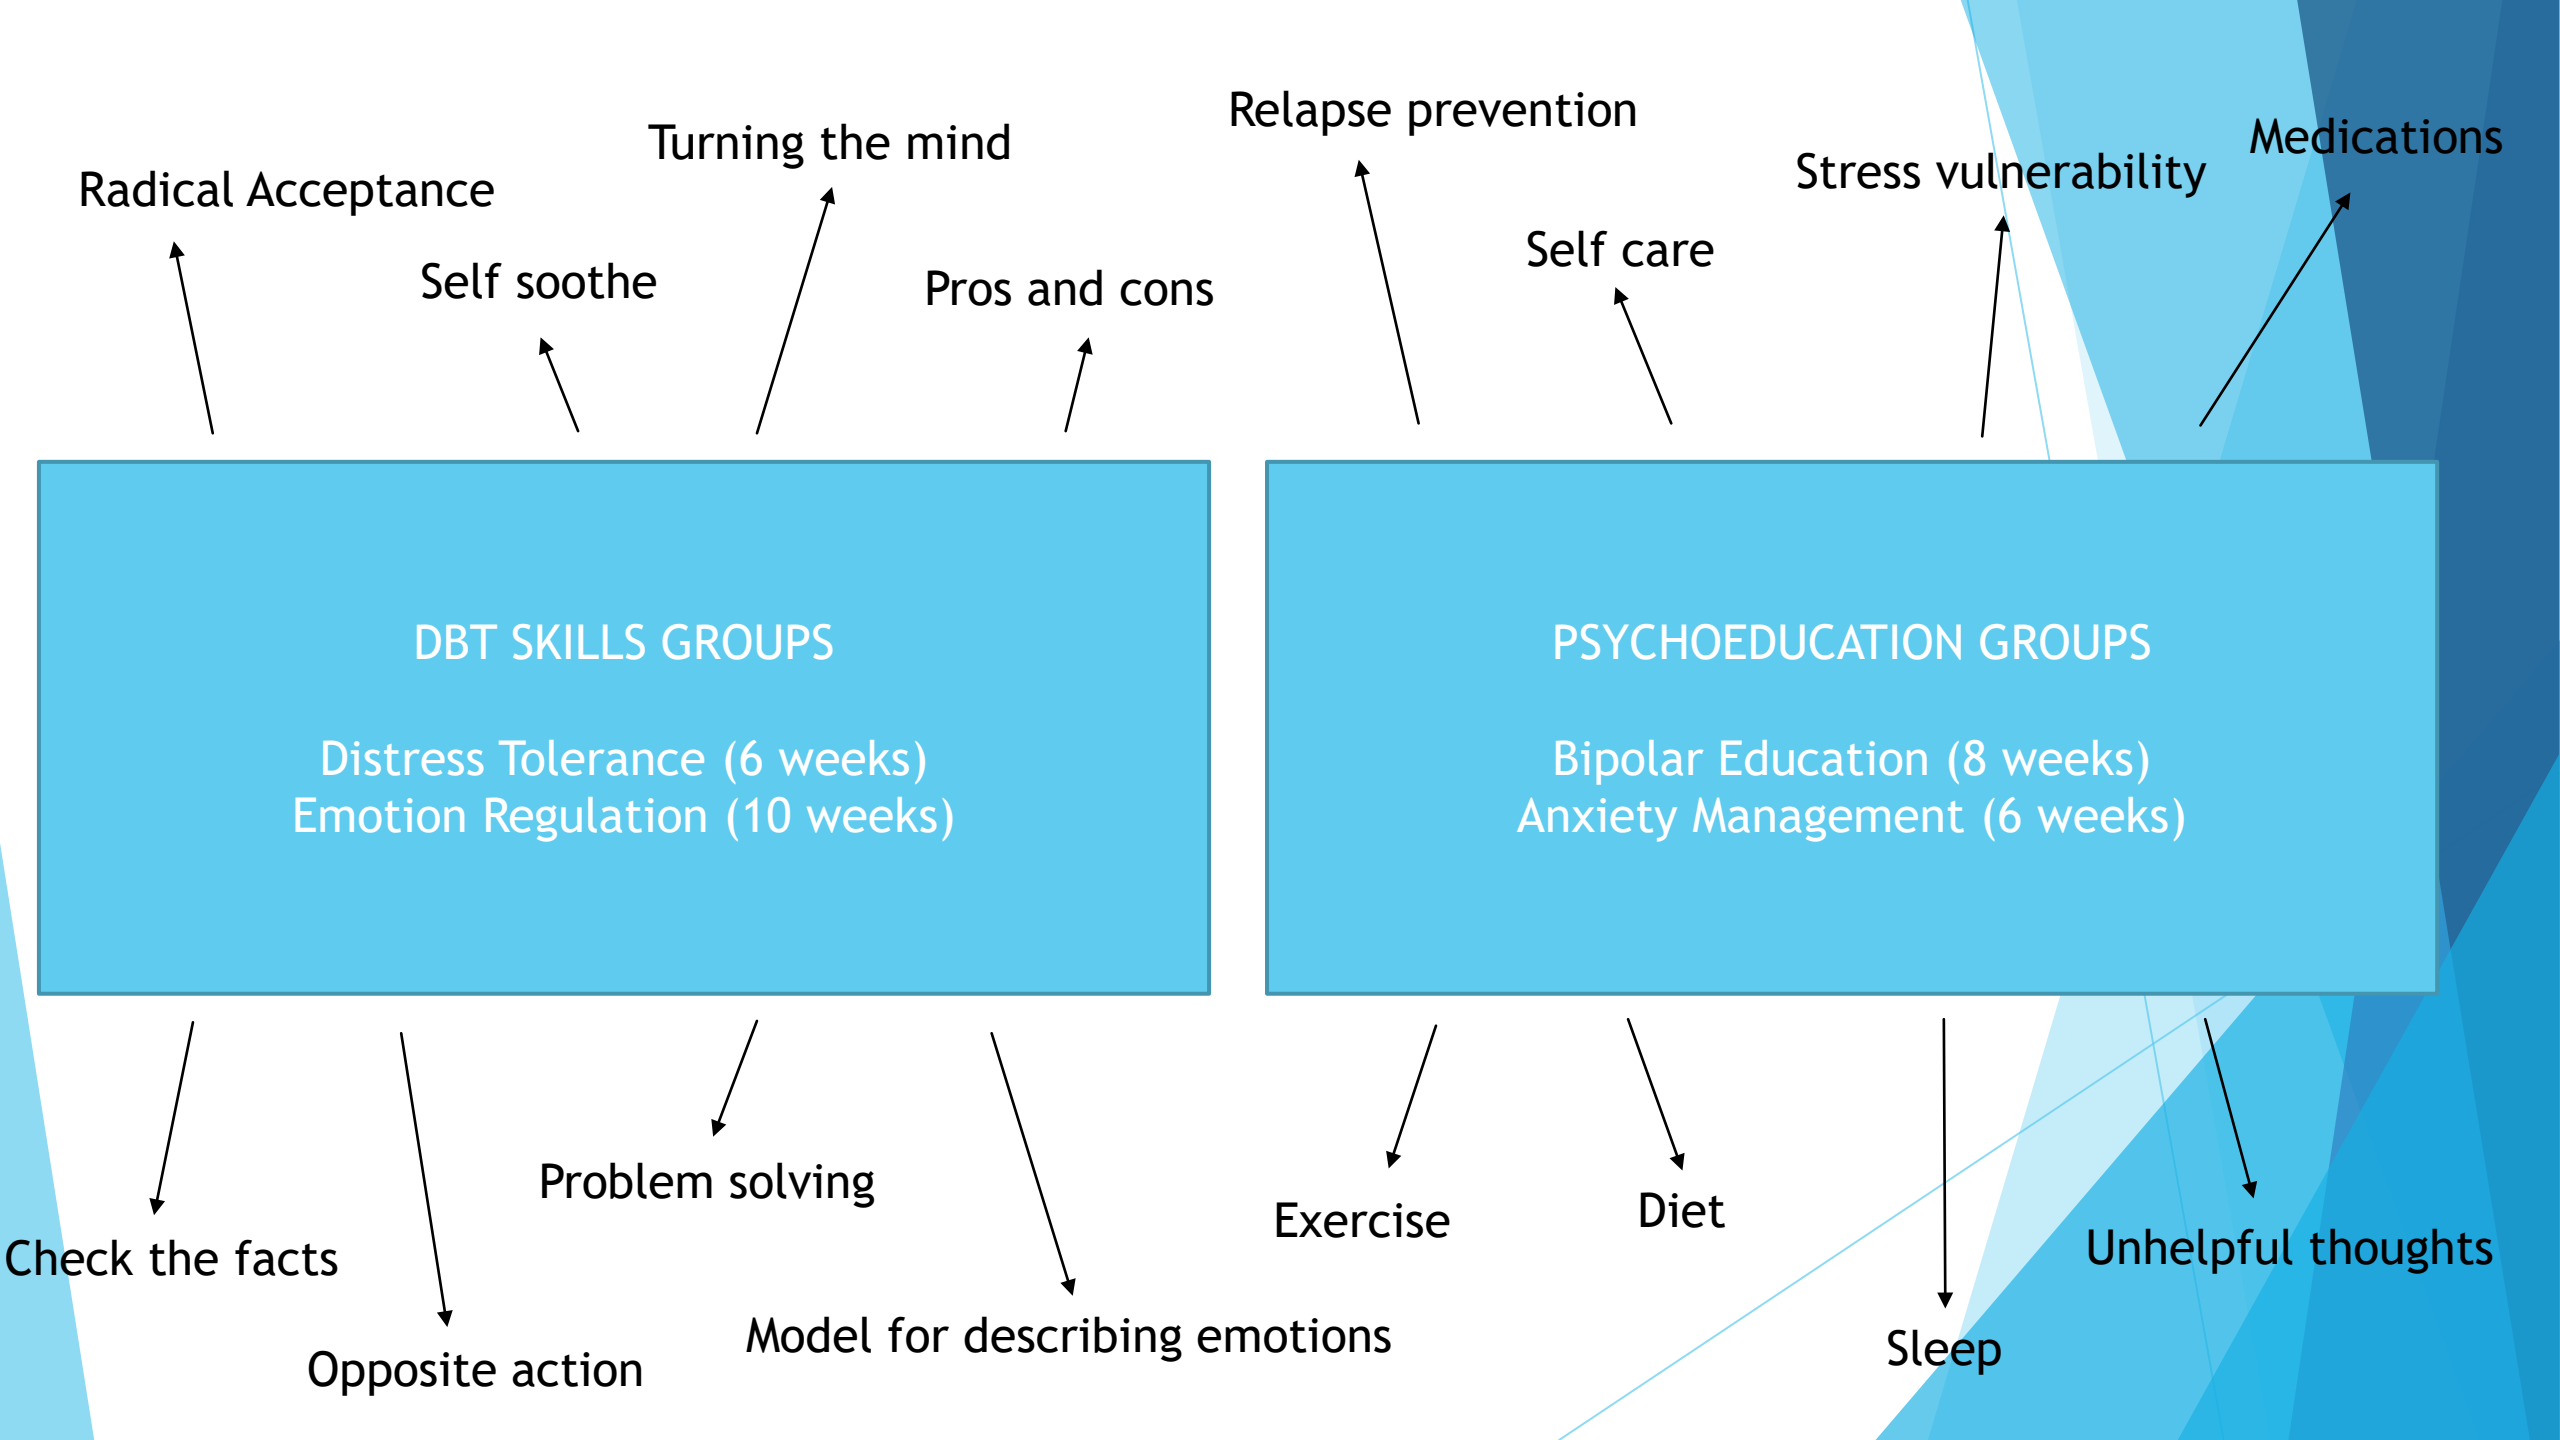 Relapse prevention
Turning the mind
Medications
Stress vulnerability
Radical Acceptance
Self care
Self soothe
Pros and cons
DBT SKILLS GROUPS
Distress Tolerance (6 weeks)
Emotion Regulation (10 weeks)
PSYCHOEDUCATION GROUPS
Bipolar Education (8 weeks)
Anxiety Management (6 weeks)
Problem solving
Exercise
Diet
Check the facts
Unhelpful thoughts
Model for describing emotions
Opposite action
Sleep